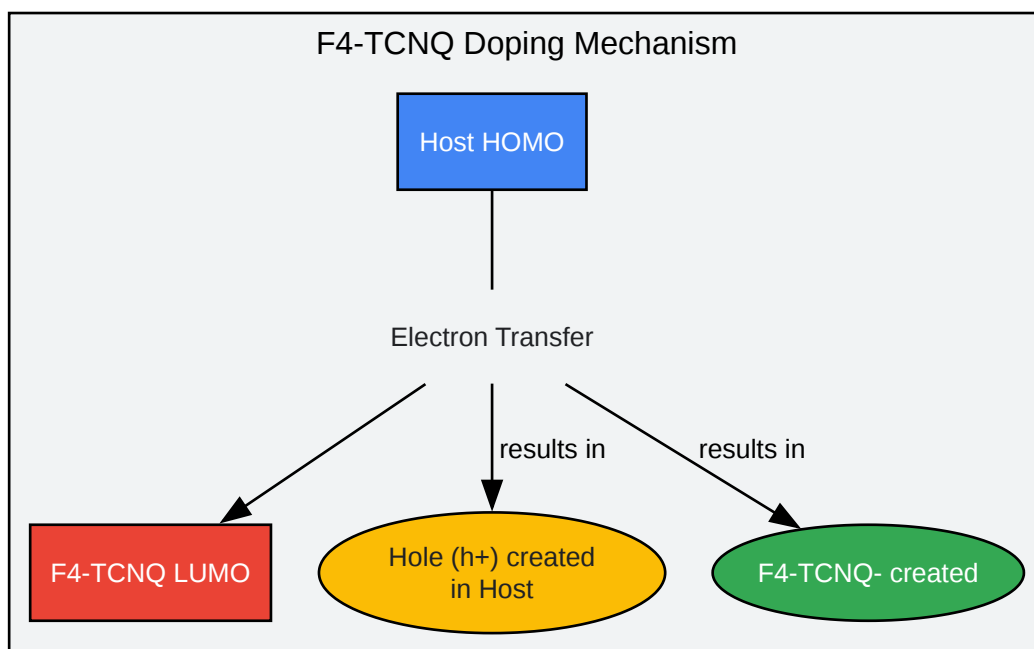 F4-TCNQ Doping Mechanism
Host HOMO
Electron Transfer
results in
results in
F4-TCNQ LUMO
Hole (h+) created
in Host
F4-TCNQ- created